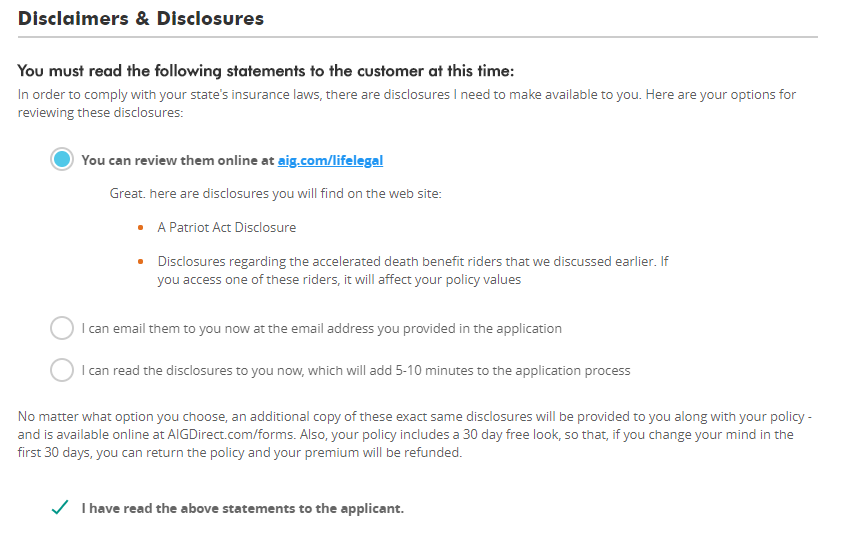 Disclaimers & Disclosures
You must read the following statements to the customer at this time:
In order to comply with your state's insurance laws, there are disclosures I need to make available to you. Here are your options for
reviewing these disclosures:
You can review them online at aig.com/lifelegal
Great. here are disclosures you will find on the web site:
• A Patriot Act Disclosure
• Disclosures regarding the accelerated death benefit riders that we discussed earlier. If
you access one of these riders, it will affect your policy values
I can email them to you now at the email address you provided in the application
I can read the disclosures to you now, which will add 5-10 minutes to the application process
No matter what option you choose, an additional copy of these exact same disclosures will be provided to you along with your policy -
and is available online at AIGDirect.com/forms. Also, your policy includes a 30 day free look, so that, if you change your mind in the
first 30 days, you can return the policy and your premium will be refunded.
I have read the above statements to the applicant.